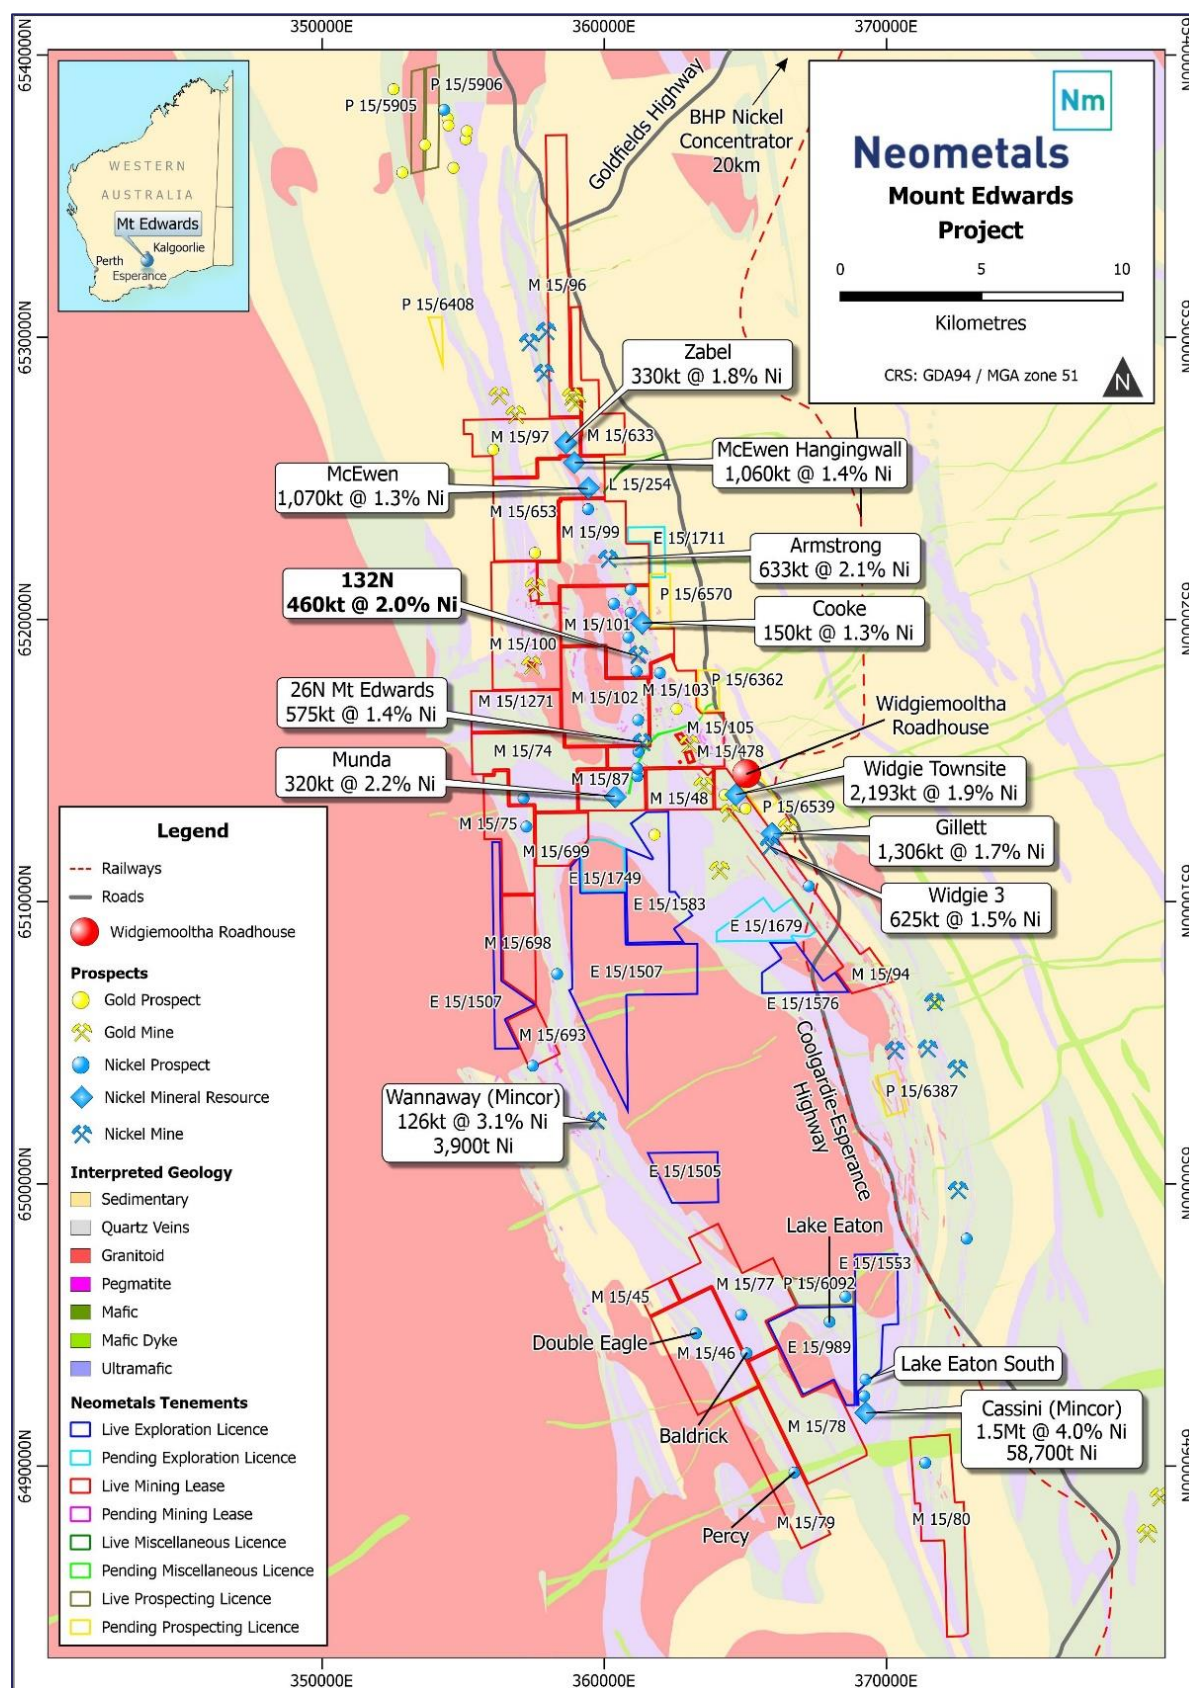 350000E
360000E
370000E
6540000N
6540000N
P 15/5905
P 15/5906
Goldfields Highway
BHP Nickel
Concentrator
20km
Nm
Neometals
Mount Edwards
Project
0
5
10
Kilometres
CRS: GDA94 / MGA zone 51
N
WESTERN
AUSTRALIA
Mt Edwards
Kalgoorlie
Perth
Esperance
M 15/96
P 15/6408
6530000N
6530000N
Zabel
330kt @ 1.8% Ni
M 15/97
M 15/633
McEwen Hangingwall
1,060kt @ 1.4% Ni
McEwen
1,070kt @ 1.3% Ni
L 15/254
M 15/653
M 15/99
E 15/1711
Armstrong
633kt @ 2.1% Ni
132N
460kt @ 2.0% Ni
P 15/6570
Cooke
150kt @ 1.3% Ni
6520000N
6520000N
M 15/101
M 15/100
26N Mt Edwards
575kt @ 1.4% Ni
M 15/1271
M 15/102
M 15/103
P 15/6362
Widgiemooltha
Roadhouse
M 15/105
M 15/74
M 15/478
Munda
320kt @ 2.2% Ni
M 15/87
M 15/48
Widgie Townsite
2,193kt @ 1.9% Ni
P 15/6539
M 15/75
M 15/699
Gillett
1,306kt @ 1.7% Ni
E 15/1749
Widgie 3
625kt @ 1.5% Ni
6510000N
6510000N
E 15/1583
E 15/1679
M 15/698
E 15/1507
E 15/1507
M 15/94
E 15/1576
M 15/693
Coolgardie-Esperance
Highway
P 15/6387
Wannaway (Mincor)
126kt @ 3.1% Ni
3,900t Ni
E 15/1505
6500000N
6500000N
Lake Eaton
E 15/1553
M 15/45
M 15/77
P 15/6092
Double Eagle
M 15/46
E 15/989
Lake Eaton South
Baldrick
M 15/78
Cassini (Mincor)
1.5Mt @ 4.0% Ni
58,700t Ni
6490000N
6490000N
Percy
M 15/79
M 15/80
Legend
Railways
Roads
Widgiemooltha Roadhouse
Prospects
Gold Prospect
Gold Mine
Nickel Prospect
Nickel Mineral Resource
Nickel Mine
Interpreted Geology
Sedimentary
Quartz Veins
Granitoid
Pegmatite
Mafic
Mafic Dyke
Ultramafic
Neometals Tenements
Live Exploration Licence
Pending Exploration Licence
Live Mining Lease
Pending Mining Lease
Live Miscellaneous Licence
Pending Miscellaneous Licence
Live Prospecting Licence
Pending Prospecting Licence
350000E
360000E
370000E